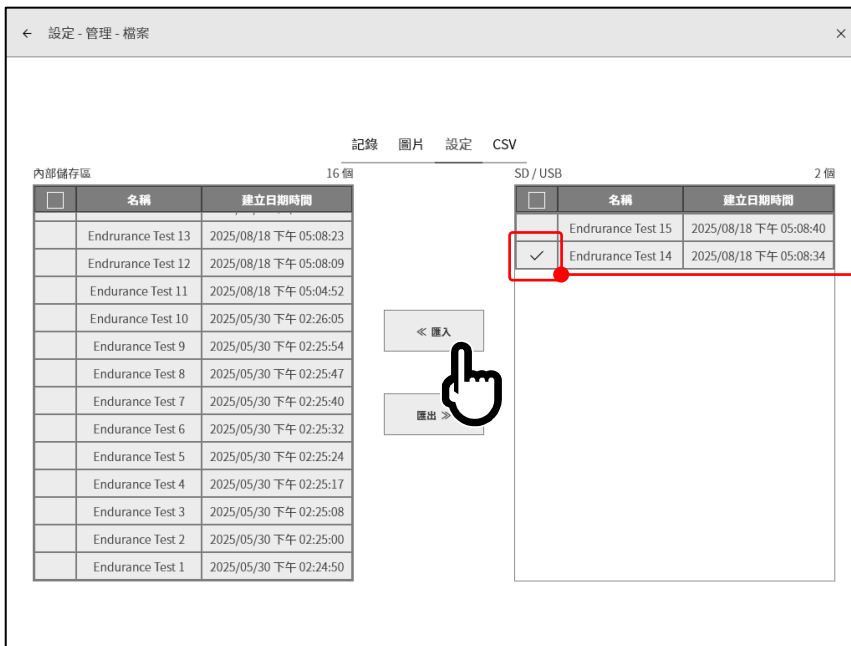 ← 設定 - 管理 - 檔案 ×
記錄 圖片 設定 CSV
內部儲存區 16 個
名稱 建立日期時間
Endrurance Test 13 2025/08/18 下午 05:08:23
Endrurance Test 12 2025/08/18 下午 05:08:09
Endurance Test 11 2025/08/18 下午 05:04:52
Endurance Test 10 2025/05/30 下午 02:26:05
Endurance Test 9 2025/05/30 下午 02:25:54
Endurance Test 8 2025/05/30 下午 02:25:47
Endurance Test 7 2025/05/30 下午 02:25:40
Endurance Test 6 2025/05/30 下午 02:25:32
Endurance Test 5 2025/05/30 下午 02:25:24
Endurance Test 4 2025/05/30 下午 02:25:17
Endurance Test 3 2025/05/30 下午 02:25:08
Endurance Test 2 2025/05/30 下午 02:25:00
Endurance Test 1 2025/05/30 下午 02:24:50
≪ 匯入
匯出 ≫
SD / USB 2 個
名稱 建立日期時間
Endrurance Test 15 2025/08/18 下午 05:08:40
Endrurance Test 14 2025/08/18 下午 05:08:34